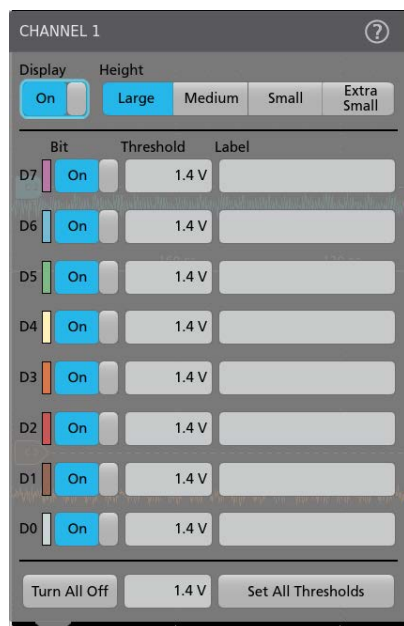 CHANNEL 1 ?
Display Height
On Large Medium Small Extra Small
Bit Threshold Label
D7 On 1.4 V
D6 On 1.4 V
D5 On 1.4 V
D4 On 1.4 V
D3 On 1.4 V
D2 On 1.4 V
D1 On 1.4 V
D0 On 1.4 V
Turn All Off 1.4 V Set All Thresholds